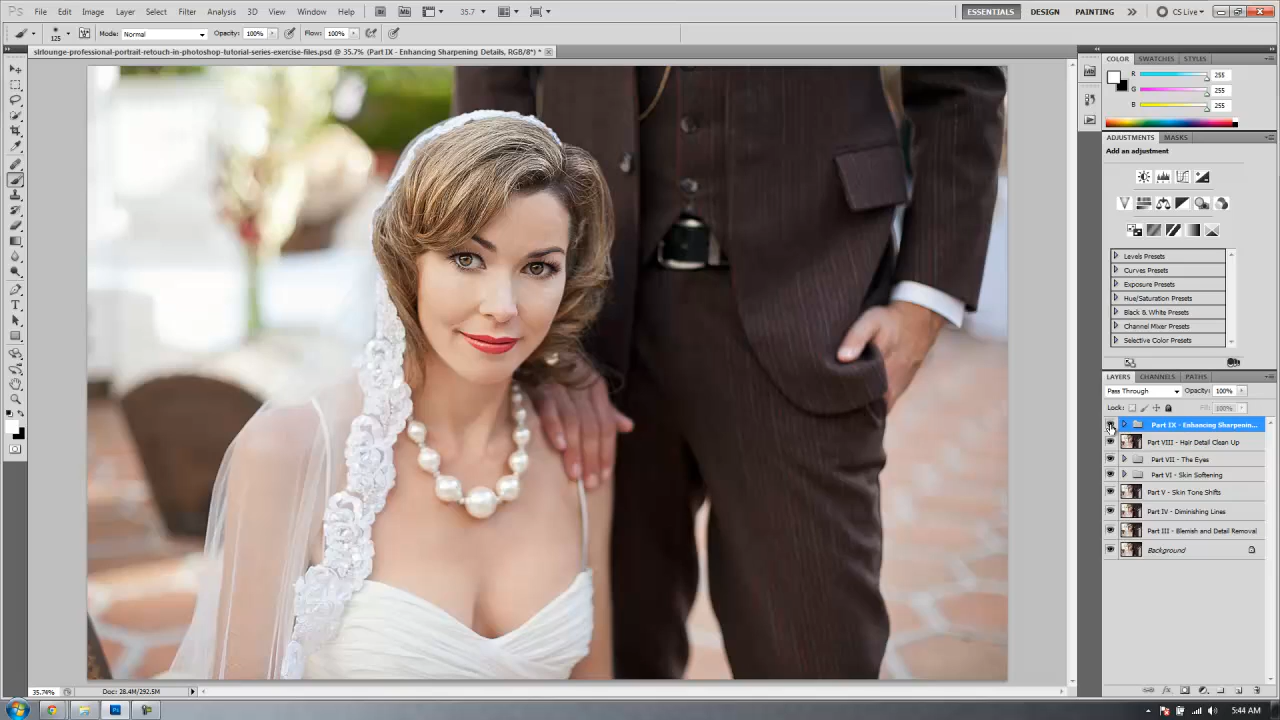 Ps File Edit Image Layer Select Filter Analysis 3D View Window Help 35.7 ESSENTIALS DESIGN PAINTING CS Live
125 Mode: Normal Opacity: 100% Flow: 100%
slrlounge-professional-portrait-retouch-in-photoshop-tutorial-series-exercise-files.psd @ 35.7% (Part IX - Enhancing Sharpening Details, RGB/8*) *
COLOR SWATCHES STYLES
R 255
G 255
B 255
ADJUSTMENTS MASKS
Add an adjustment
Levels Presets
Curves Presets
Exposure Presets
Hue/Saturation Presets
Black & White Presets
Channel Mixer Presets
Selective Color Presets
LAYERS CHANNELS PATHS
Pass Through Opacity: 100%
Lock: Fill: 100%
Part IX - Enhancing Sharpenin...
Part VIII - Hair Detail Clean Up
Part VII - The Eyes
Part VI - Skin Softening
Part V - Skin Tone Shifts
Part IV - Diminishing Lines
Part III - Blemish and Detail Removal
Background
35.74% Doc: 28.4M/292.5M
5:44 AM